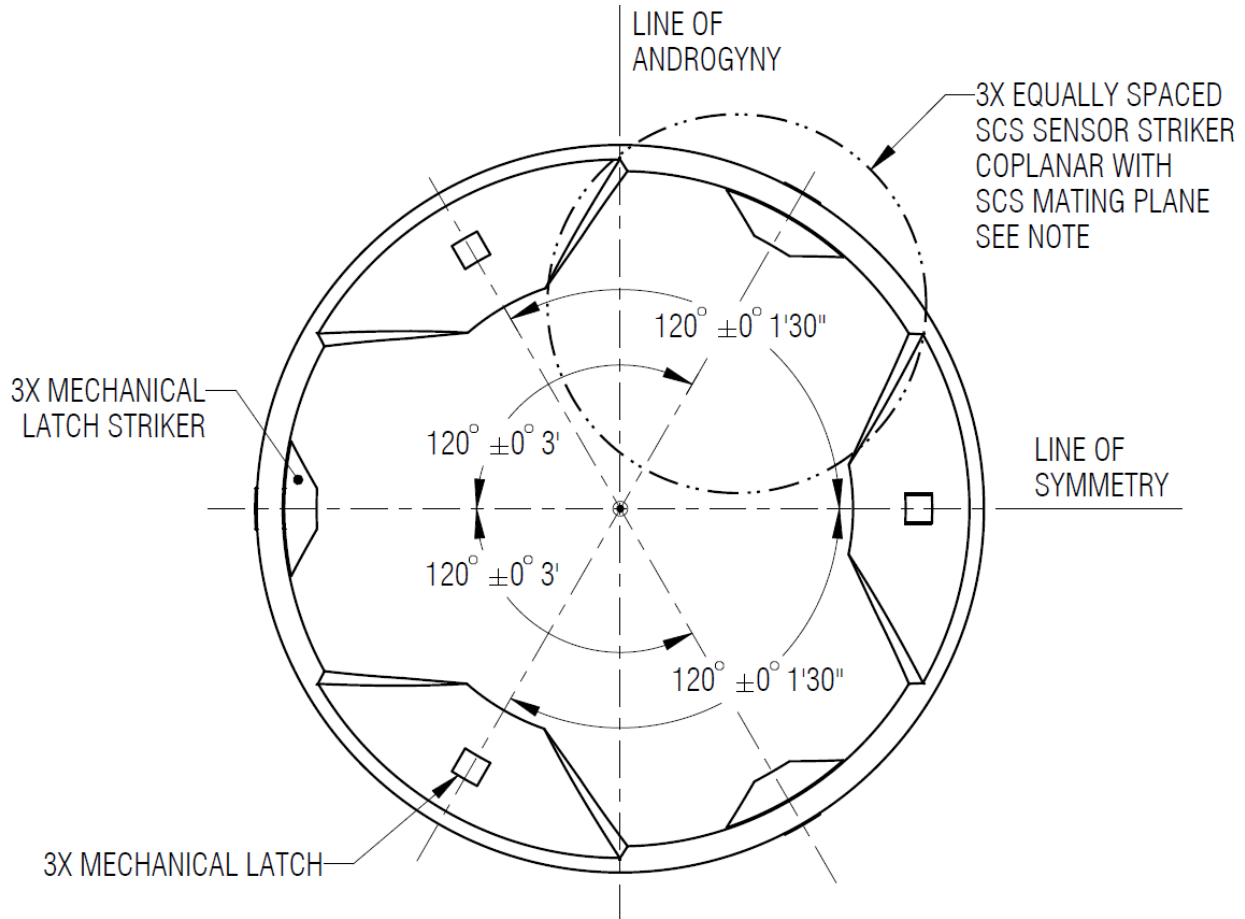 LINE OF
ANDROGYNY
3X EQUALLY SPACED
SCS SENSOR STRIKER
COPLANAR WITH
SCS MATING PLANE
SEE NOTE
120° ±0° 1'30"
3X MECHANICAL
LATCH STRIKER
120° ±0° 3'
LINE OF
SYMMETRY
120° ±0° 3'
120° ±0° 1'30"
3X MECHANICAL LATCH